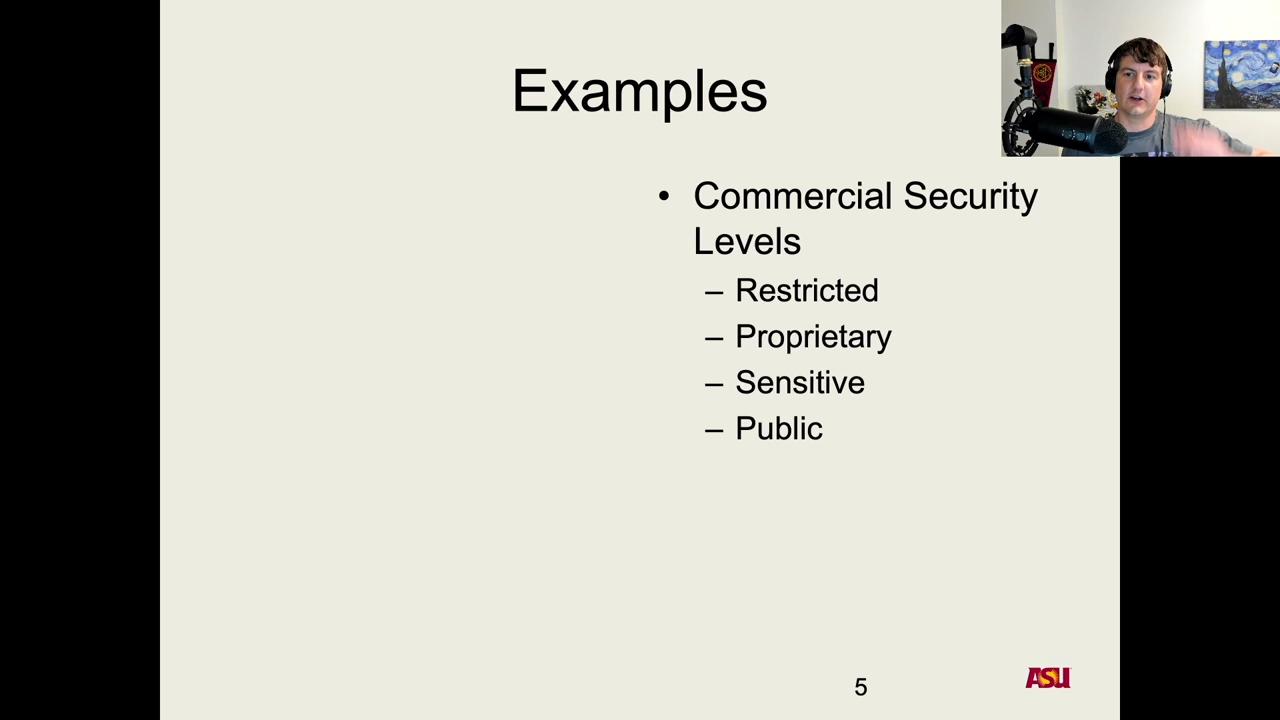 Examples
• Commercial Security
Levels
– Restricted
– Proprietary
– Sensitive
– Public
5
ASU